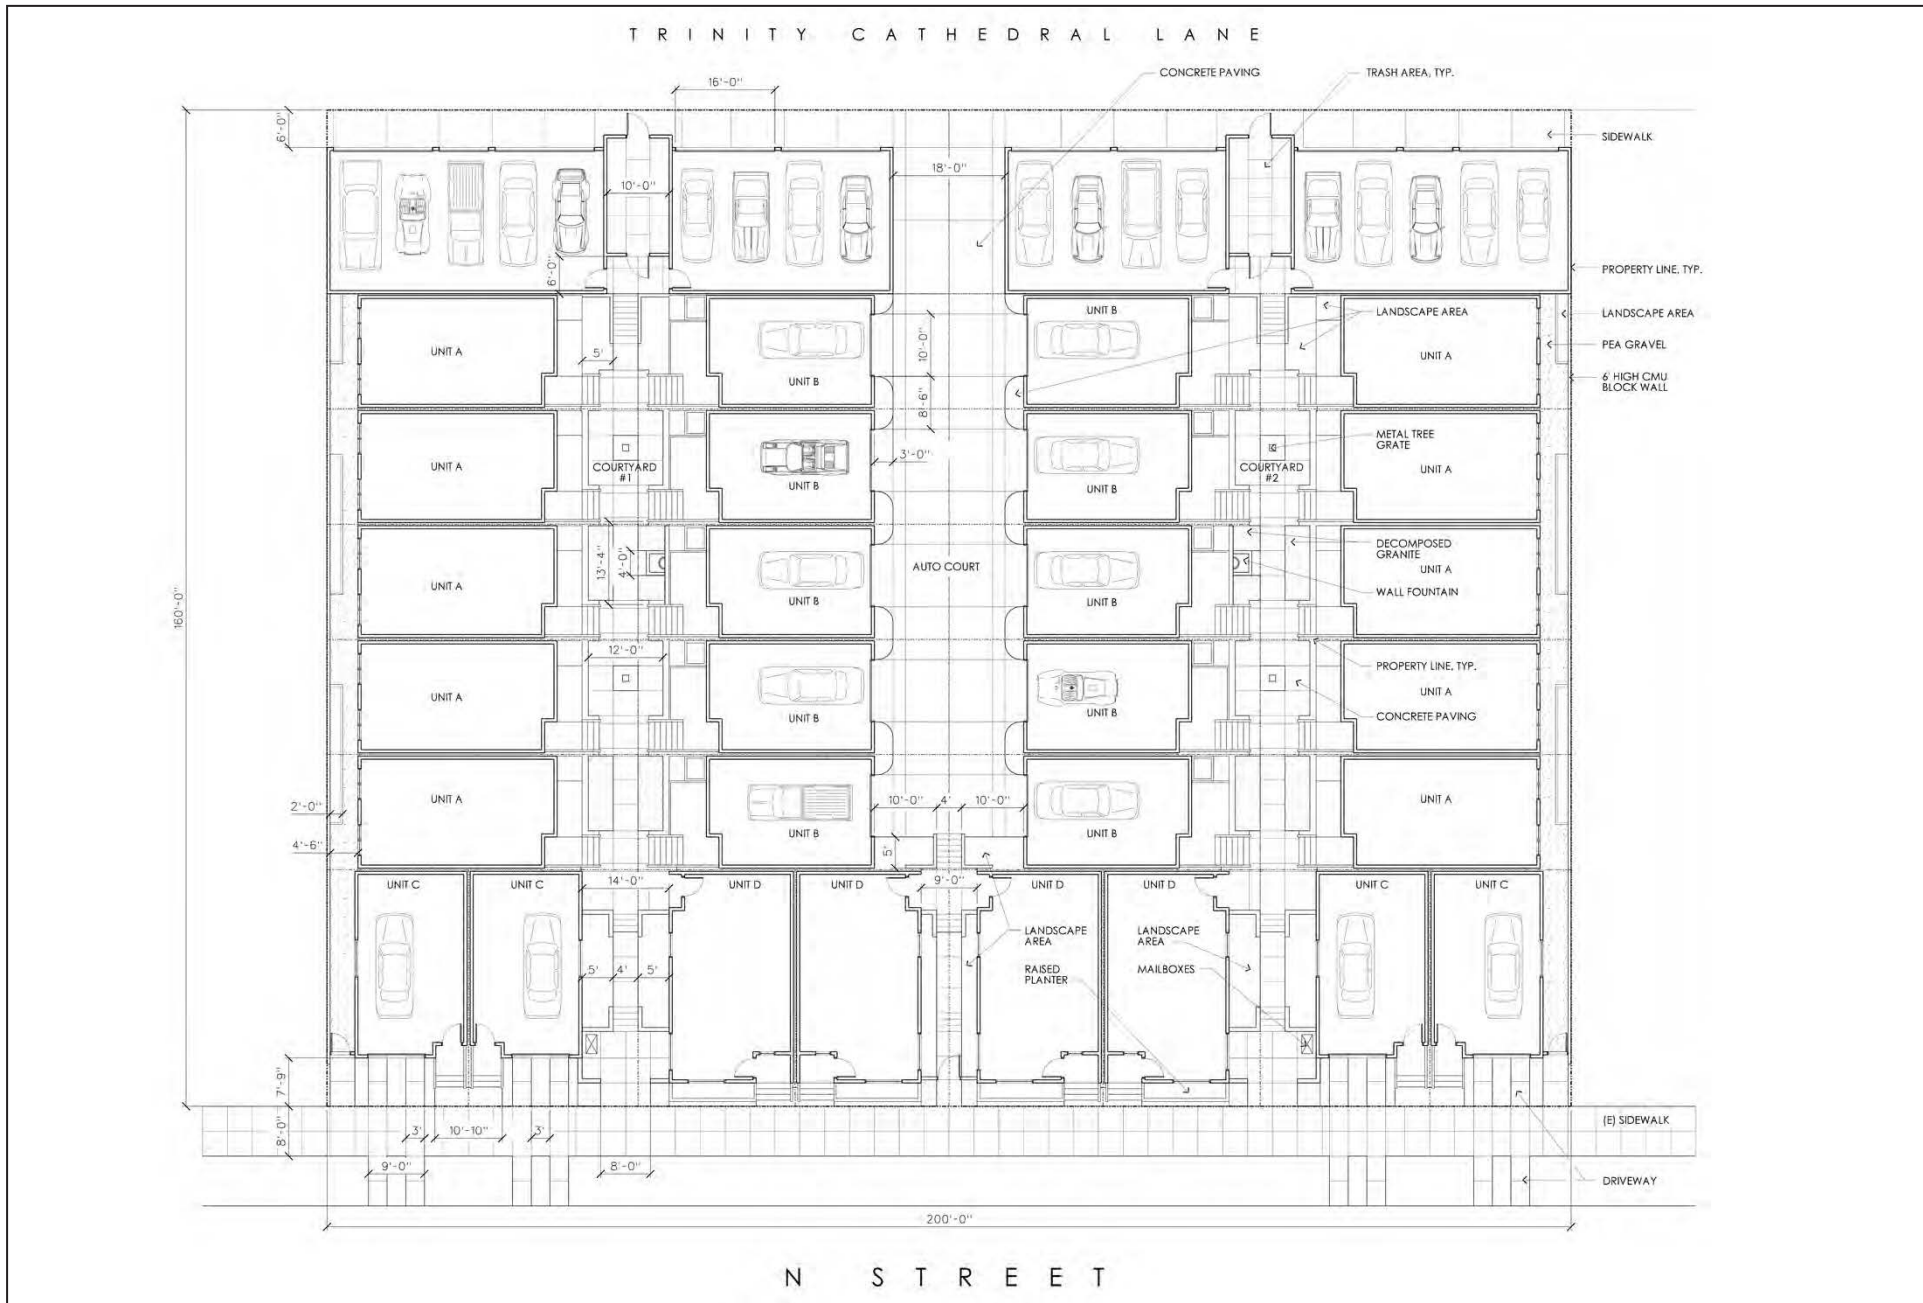 TRINITY CATHEDRAL LANE
CONCRETE PAVING
TRASH AREA, TYP.
16'-0"
6'-0"
SIDEWALK
18'-0"
10'-0"
6'-0"
PROPERTY LINE, TYP.
UNIT B
LANDSCAPE AREA
LANDSCAPE AREA
10'-0"
PEA GRAVEL
UNIT A
5'
UNIT A
UNIT B
6' HIGH CMU
BLOCK WALL
8'-6"
METAL TREE
GRATE
3'-0"
UNIT A
COURTYARD
#1
COURTYARD
#2
UNIT A
UNIT B
UNIT B
13'-4"
4'-0"
DECOMPOSED
GRANITE
AUTO COURT
UNIT A
160'-0"
UNIT A
WALL FOUNTAIN
UNIT B
UNIT B
12'-0"
PROPERTY LINE, TYP.
UNIT A
UNIT A
UNIT B
UNIT B
CONCRETE PAVING
2'-0"
UNIT A
10'-0"
4'
10'-0"
UNIT A
UNIT B
UNIT B
4'-6"
5'
UNIT C
UNIT C
14'-0"
UNIT D
UNIT D
9'-0"
UNIT D
UNIT D
UNIT C
UNIT C
LANDSCAPE
AREA
LANDSCAPE
AREA
5'
4'
5'
RAISED
PLANTER
MAILBOXES
7'-9"
8'-0"
3'
10'-10"
3'
(E) SIDEWALK
9'-0"
8'-0"
DRIVEWAY
200'-0"
N STREET